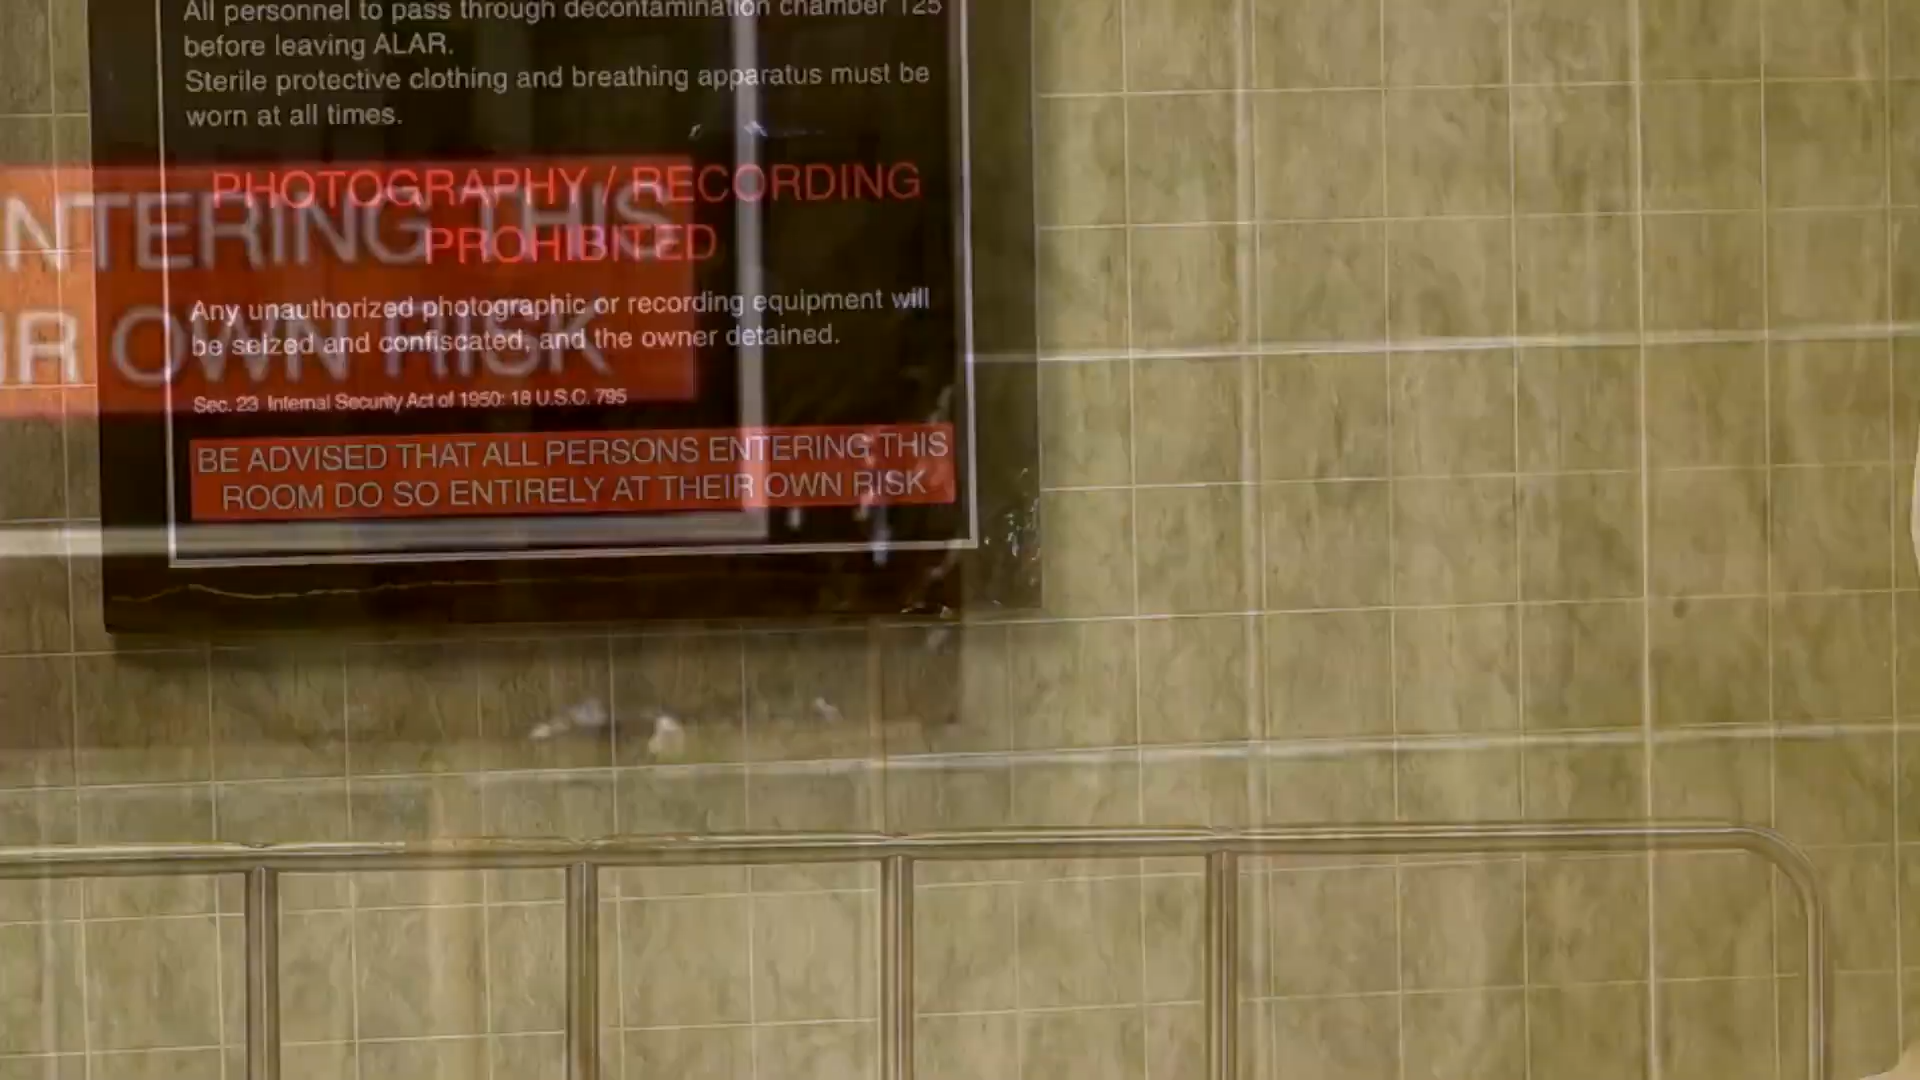 All personnel to pass through decontamination chamber 125
before leaving ALAR.
Sterile protective clothing and breathing apparatus must be
worn at all times.
PHOTOGRAPHY / RECORDING
PROHIBITED
Any unauthorized photographic or recording equipment will
be seized and confiscated, and the owner detained.
Sec. 23 Internal Security Act of 1950: 18 U.S.C. 795
BE ADVISED THAT ALL PERSONS ENTERING THIS
ROOM DO SO ENTIRELY AT THEIR OWN RISK
NTERING THIS
R OWN RISK